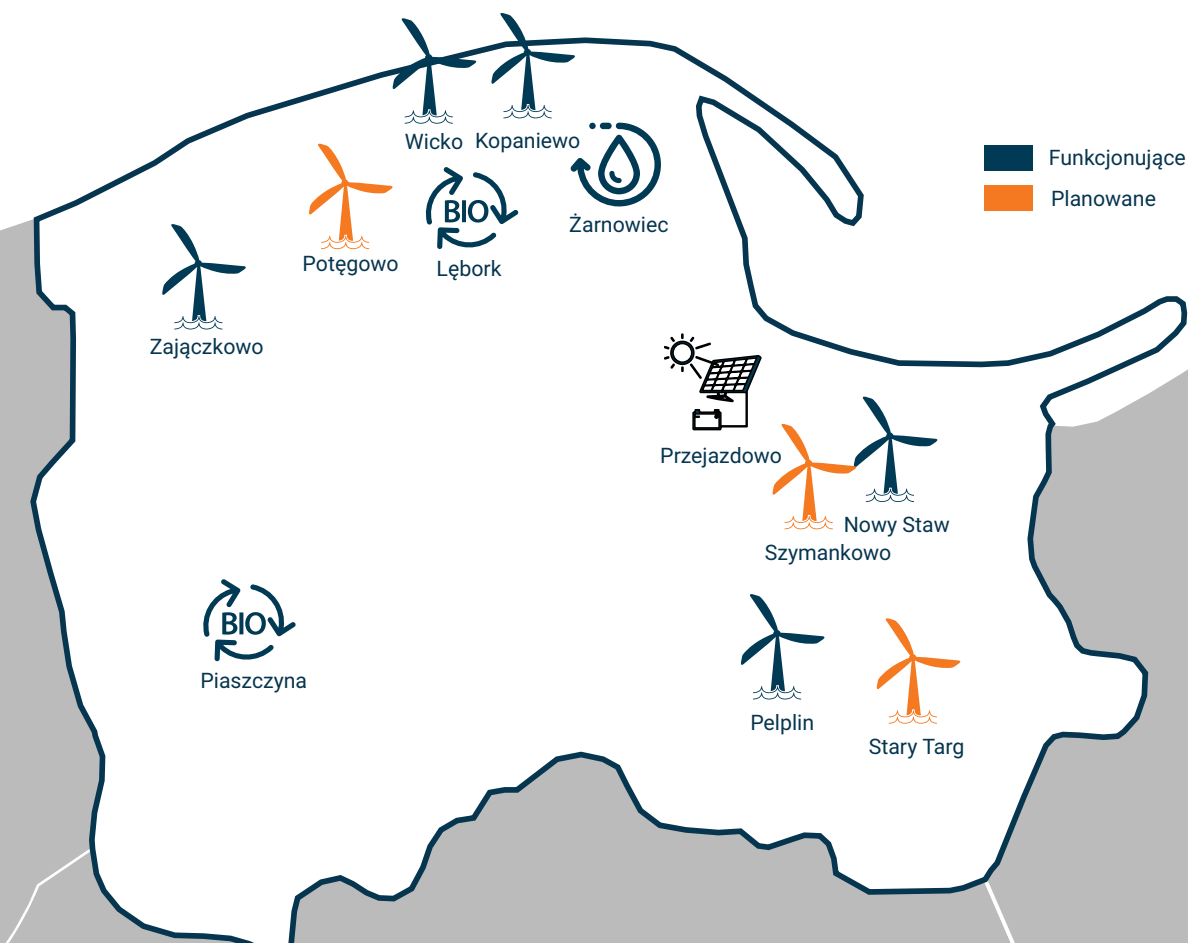 Wicko
Kopaniewo
Funkcjonujące
Planowane
BIO
Żarnowiec
Potęgowo
Lębork
Zajączkowo
Przejazdowo
Nowy Staw
Szymankowo
BIO
Piaszczyna
Pelplin
Stary Targ